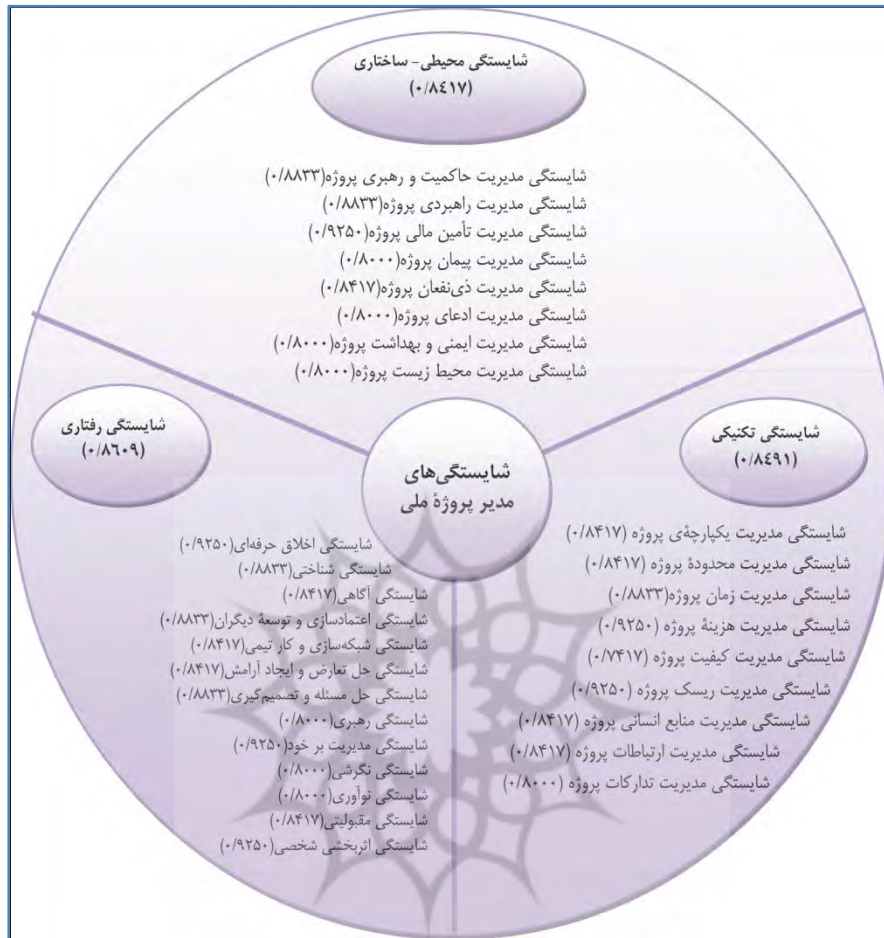 شایستگی محیطی- ساختاری
(۰/۸٤۱۷)
شایستگی مدیریت حاکمیت و رهبری پروژه(۰/۸۸۳۳)
شایستگی مدیریت راهبردی پروژه(۰/۸۸۳۳)
شایستگی مدیریت تأمین مالی پروژه(۰/۹۲۵۰)
شایستگی مدیریت پیمان پروژه(۰/۸۰۰۰)
شایستگی مدیریت ذی‌نفعان پروژه(۰/۸۴۱۷)
شایستگی مدیریت ادعای پروژه(۰/۸۰۰۰)
شایستگی مدیریت ایمنی و بهداشت پروژه(۰/۸۰۰۰)
شایستگی مدیریت محیط زیست پروژه(۰/۸۰۰۰)
شایستگی‌های
مدیر پروژهٔ ملی
شایستگی تکنیکی
(۰/۸٤۹۱)
شایستگی مدیریت یکپارچه‌ی پروژه (۰/۸۴۱۷)
شایستگی مدیریت محدودهٔ پروژه (۰/۸۴۱۷)
شایستگی مدیریت زمان پروژه(۰/۸۸۳۳)
شایستگی مدیریت هزینهٔ پروژه (۰/۹۲۵۰)
شایستگی مدیریت کیفیت پروژه (۰/۷۴۱۷)
شایستگی مدیریت ریسک پروژه (۰/۹۲۵۰)
شایستگی مدیریت منابع انسانی پروژه (۰/۸۴۱۷)
شایستگی مدیریت ارتباطات پروژه (۰/۸۴۱۷)
شایستگی مدیریت تدارکات پروژه (۰/۸۰۰۰)
شایستگی رفتاری
(۰/۸٦۰۹)
شایستگی اخلاق حرفه‌ای(۰/۹۲۵۰)
شایستگی شناختی(۰/۸۸۳۳)
شایستگی آگاهی(۰/۸۴۱۷)
شایستگی اعتمادسازی و توسعهٔ دیگران(۰/۸۸۳۳)
شایستگی شبکه‌سازی و کار تیمی(۰/۸۴۱۷)
شایستگی حل تعارض و ایجاد آرامش(۰/۸۴۱۷)
شایستگی حل مسئله و تصمیم‌گیری(۰/۸۸۳۳)
شایستگی رهبری(۰/۸۰۰۰)
شایستگی مدیریت بر خود(۰/۹۲۵۰)
شایستگی نگرشی(۰/۸۰۰۰)
شایستگی نوآوری(۰/۸۰۰۰)
شایستگی مقبولیتی(۰/۸۴۱۷)
شایستگی اثربخشی شخصی(۰/۹۲۵۰)